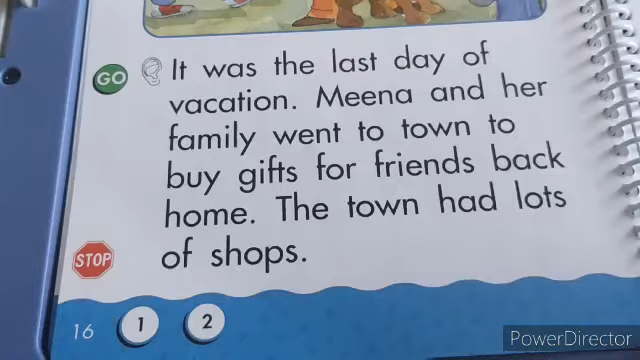 GO
It was the last day of
vacation. Meena and her
family went to town to
buy gifts for friends back
home. The town had lots
of shops.
STOP
16
1
2
PowerDirector